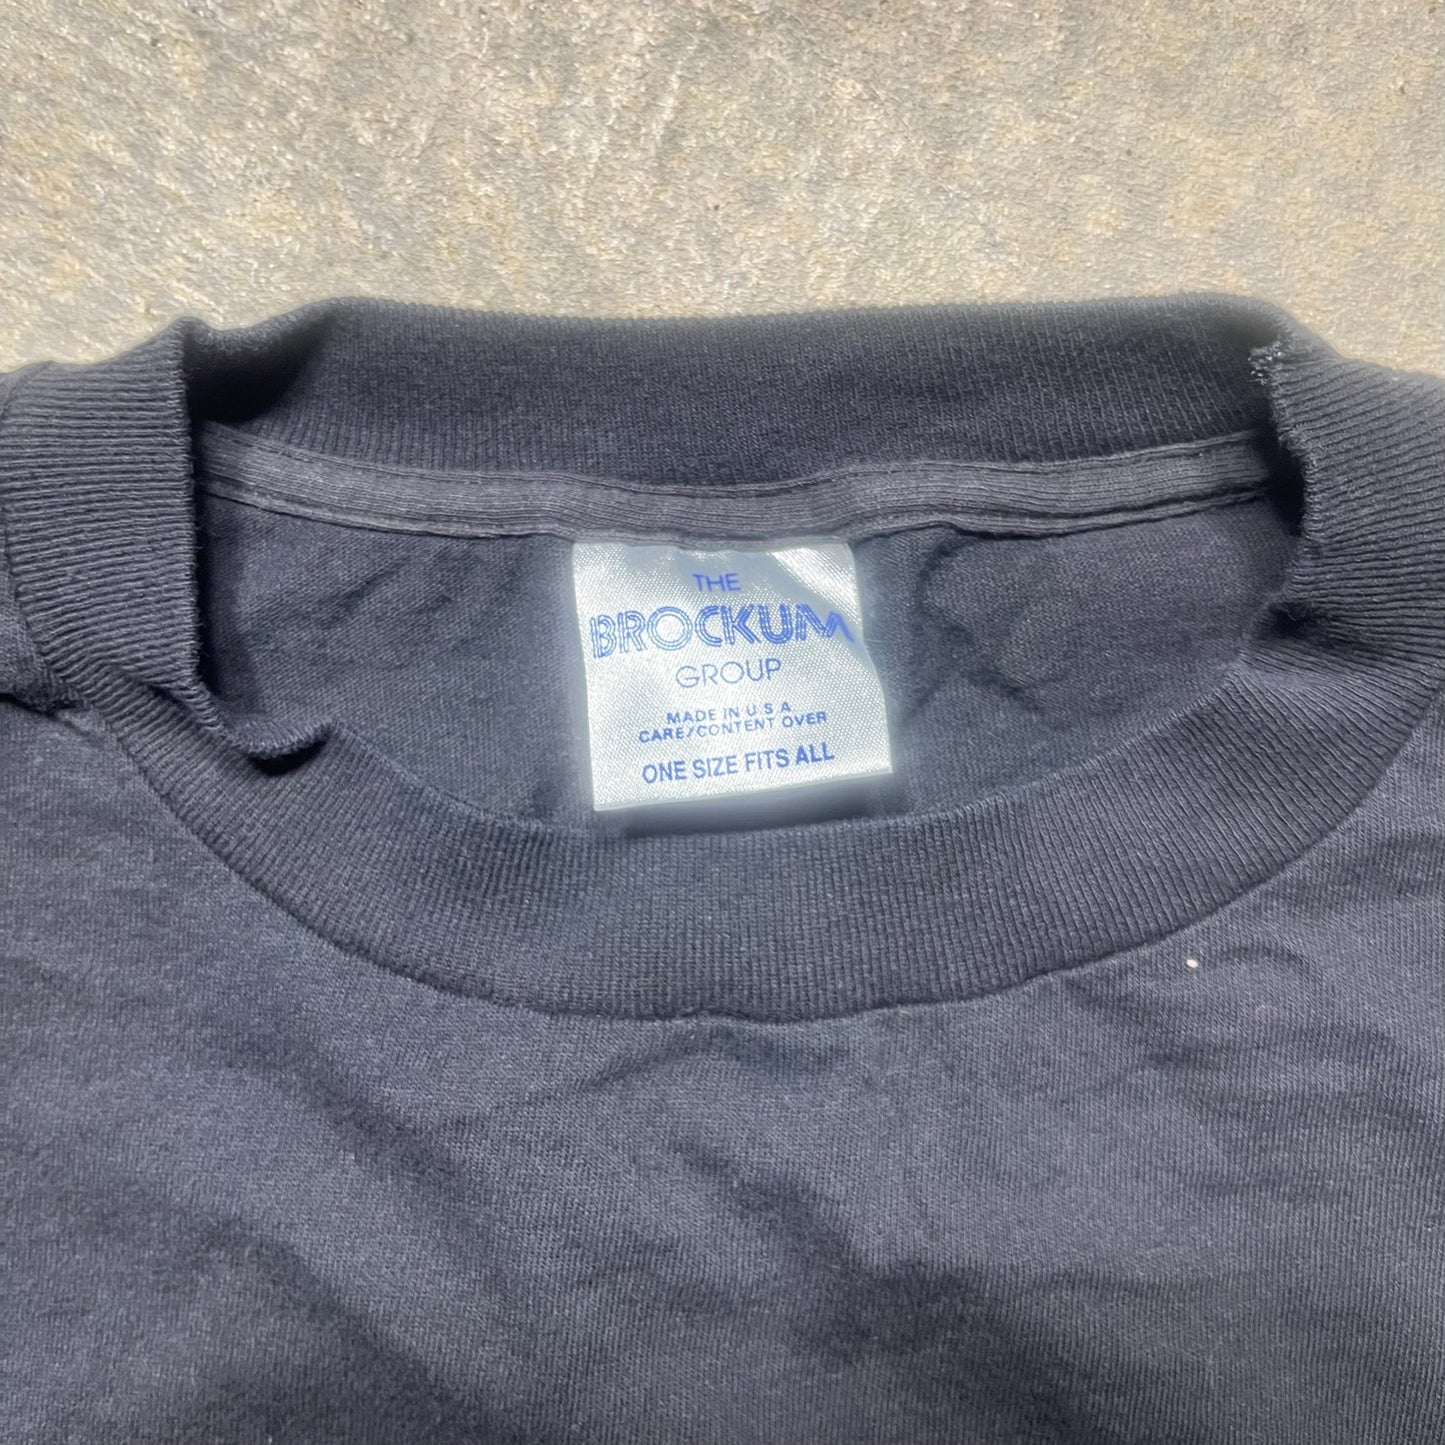 THE
BROCKUM
GROUP
MADE IN U.S.A.
CARE/CONTENT OVER
ONE SIZE FITS ALL